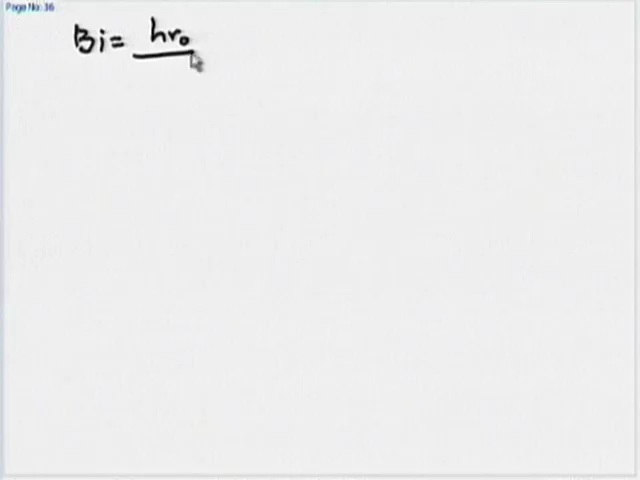 Page No: 36
Bi = hr₀